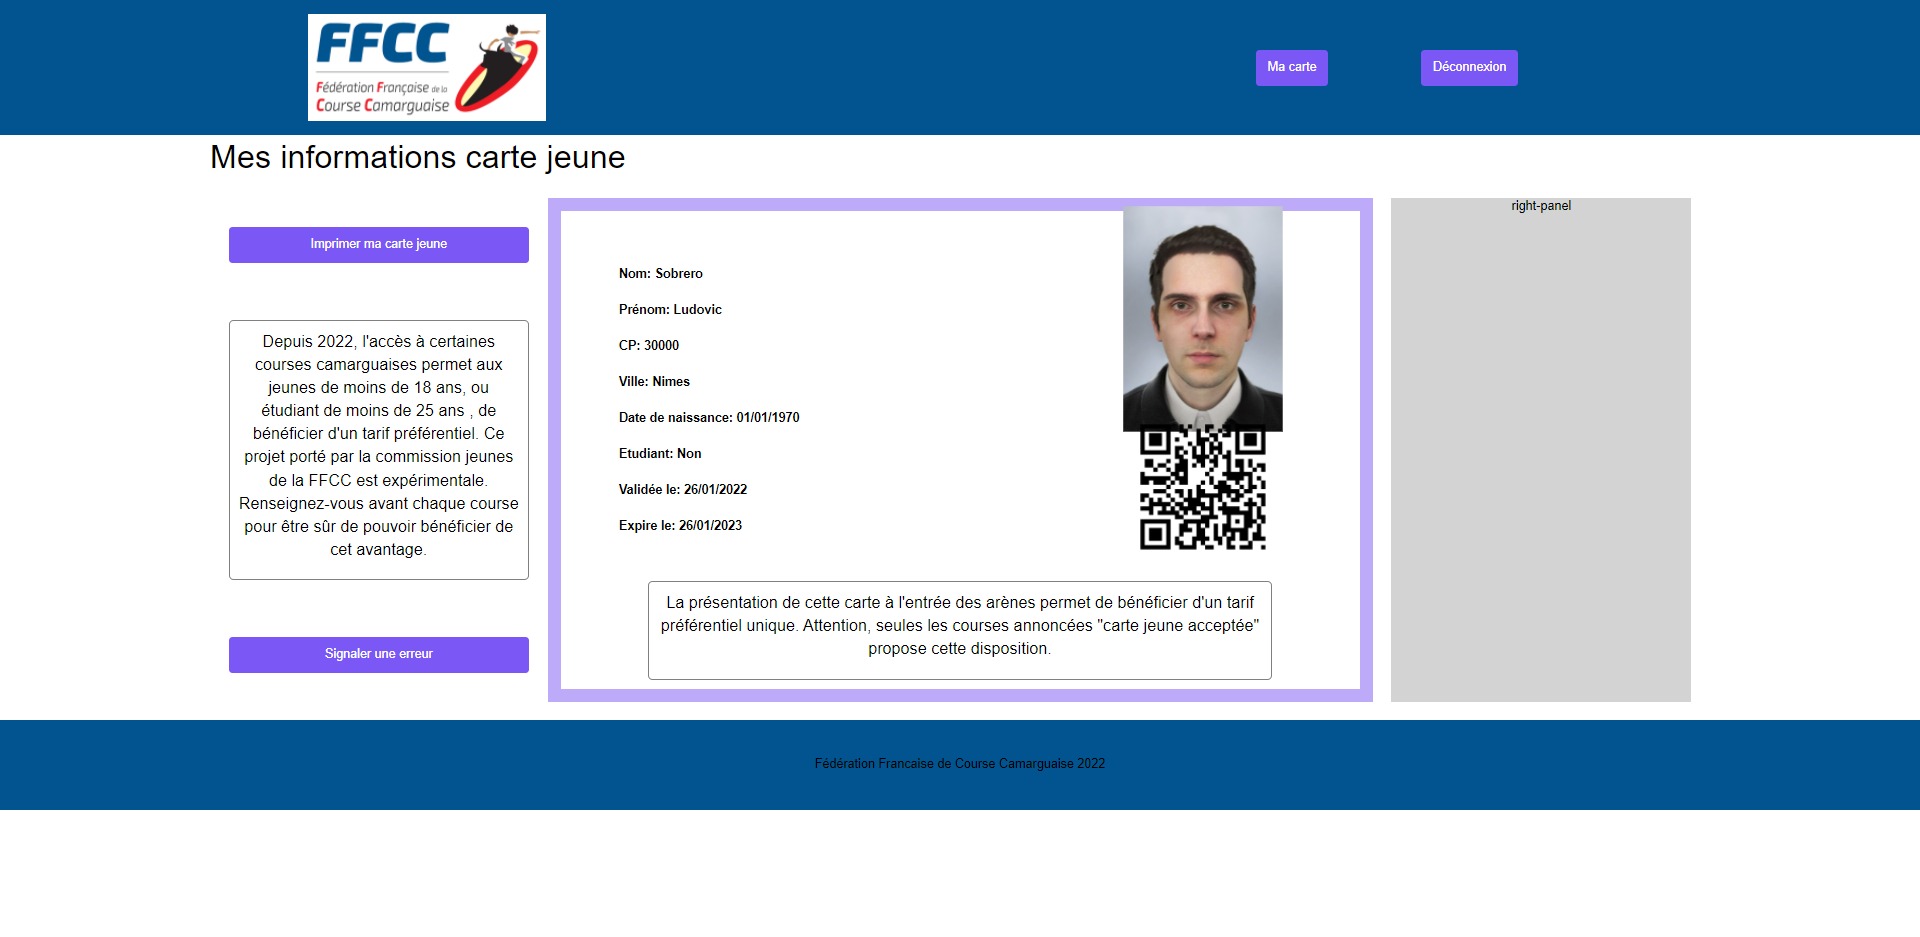 FFCC
Fédération Française de la
Course Camarguaise
Ma carte
Déconnexion
Mes informations carte jeune
Imprimer ma carte jeune
Depuis 2022, l'accès à certaines
courses camarguaises permet aux
jeunes de moins de 18 ans, ou
étudiant de moins de 25 ans , de
bénéficier d'un tarif préférentiel. Ce
projet porté par la commission jeunes
de la FFCC est expérimentale.
Renseignez-vous avant chaque course
pour être sûr de pouvoir bénéficier de
cet avantage.
Signaler une erreur
Nom: Sobrero
Prénom: Ludovic
CP: 30000
Ville: Nimes
Date de naissance: 01/01/1970
Etudiant: Non
Validée le: 26/01/2022
Expire le: 26/01/2023
La présentation de cette carte à l'entrée des arènes permet de bénéficier d'un tarif
préférentiel unique. Attention, seules les courses annoncées "carte jeune acceptée"
propose cette disposition.
right-panel
Fédération Francaise de Course Camarguaise 2022